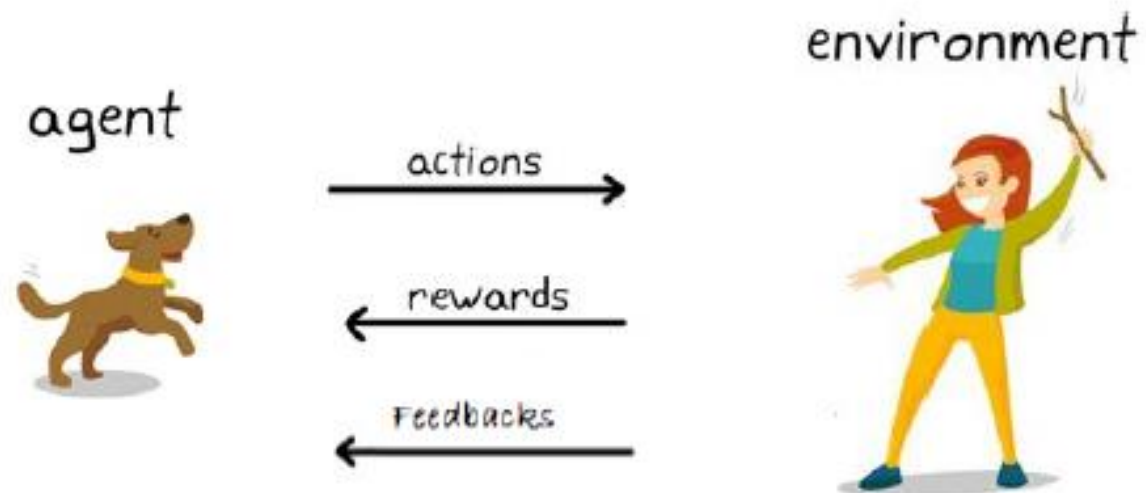 environment
agent
actions
rewards
Feedbacks